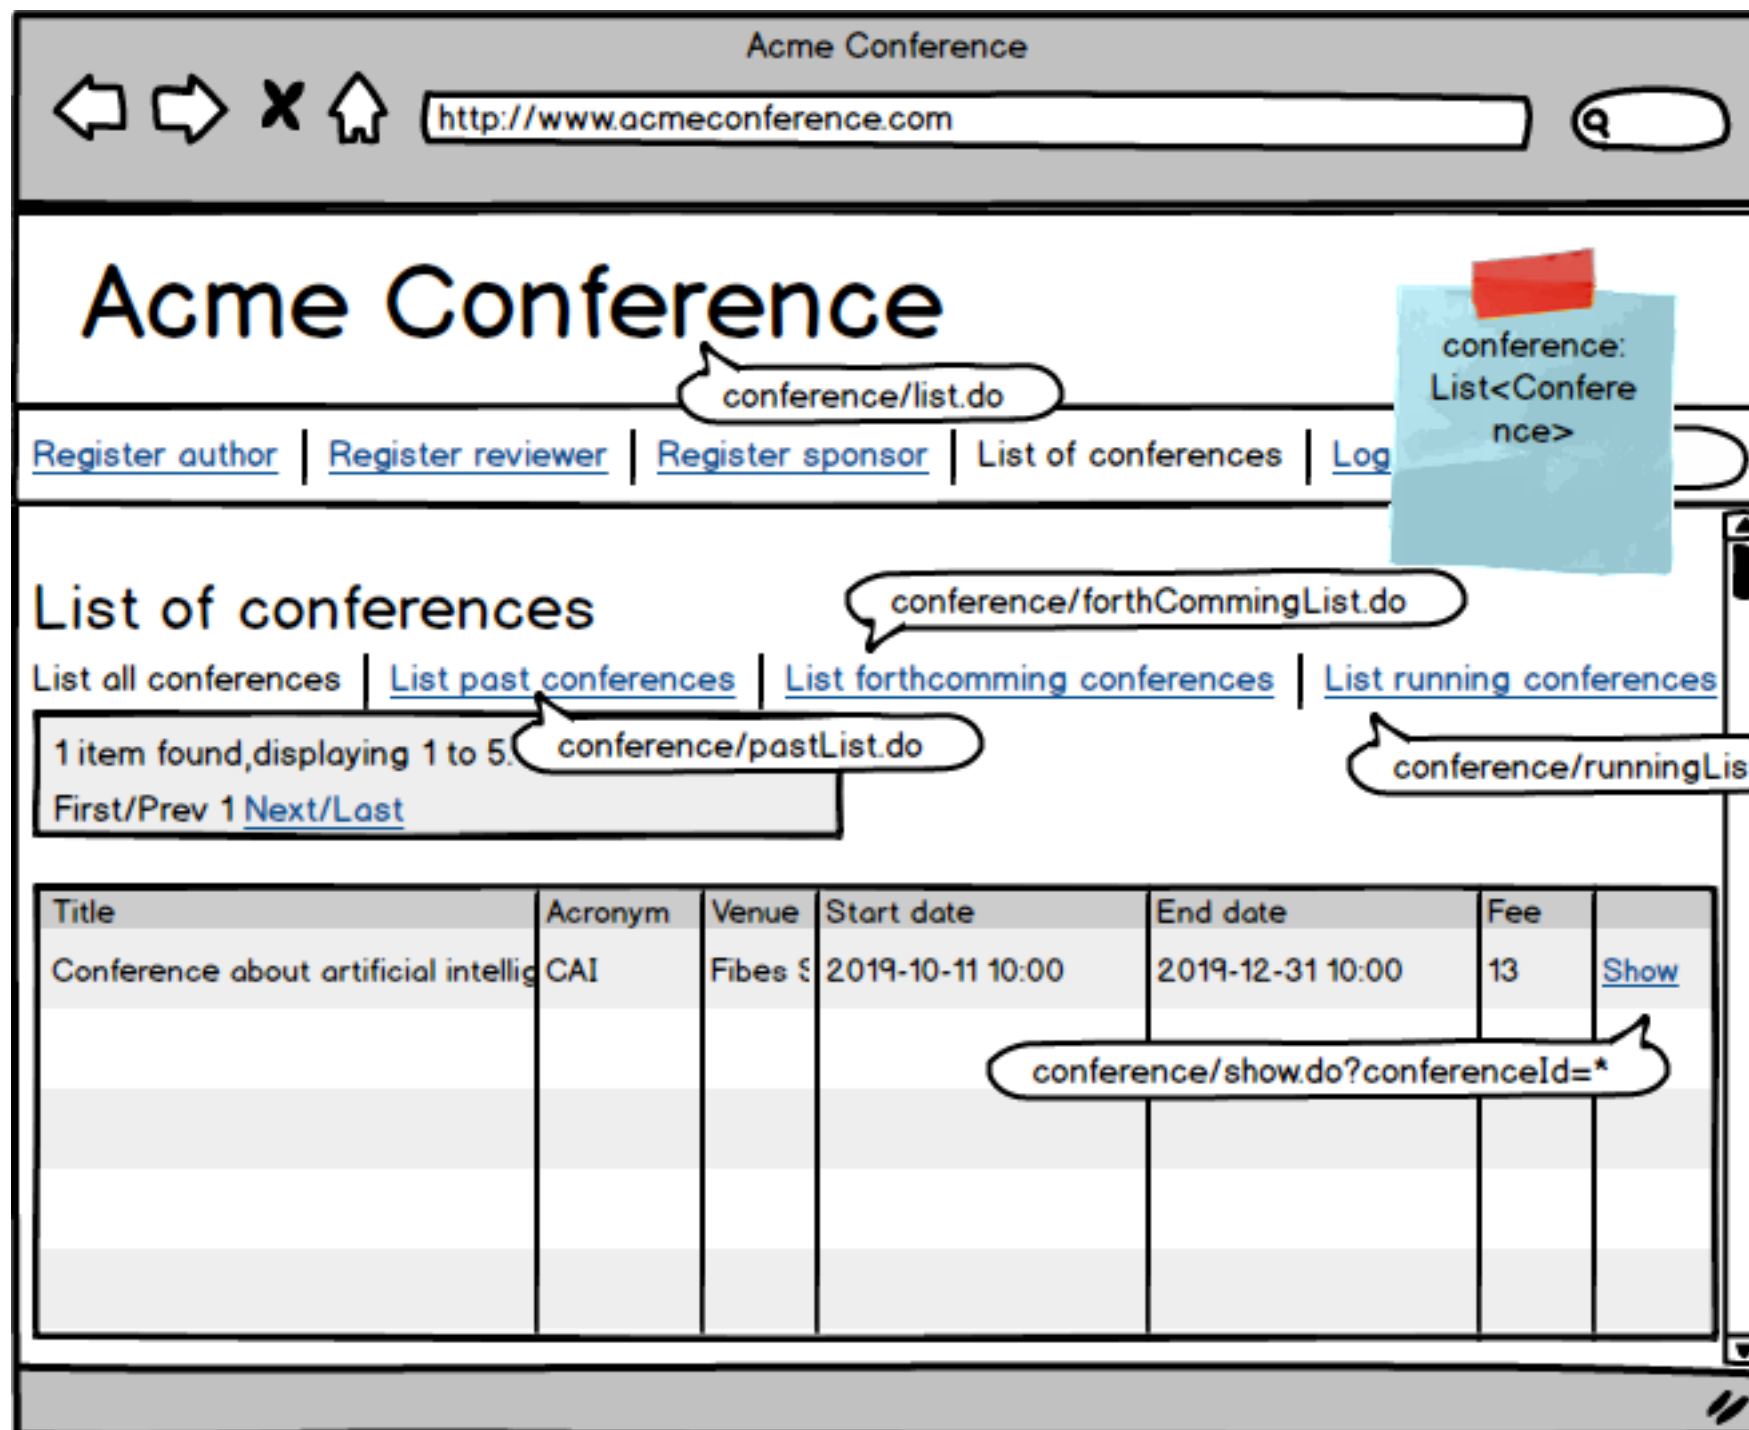 Acme Conference
http://www.acmeconference.com
Acme Conference
conference:
List<Confere
nce>
conference/list.do
Register author | Register reviewer | Register sponsor | List of conferences | Log
List of conferences
conference/forthCommingList.do
List all conferences | List past conferences | List forthcomming conferences | List running conferences
1 item found,displaying 1 to 5.
conference/pastList.do
conference/runningLis
First/Prev 1 Next/Last
Title Acronym Venue Start date End date Fee
Conference about artificial intellig CAI Fibes S 2019-10-11 10:00 2019-12-31 10:00 13 Show
conference/show.do?conferenceId=*